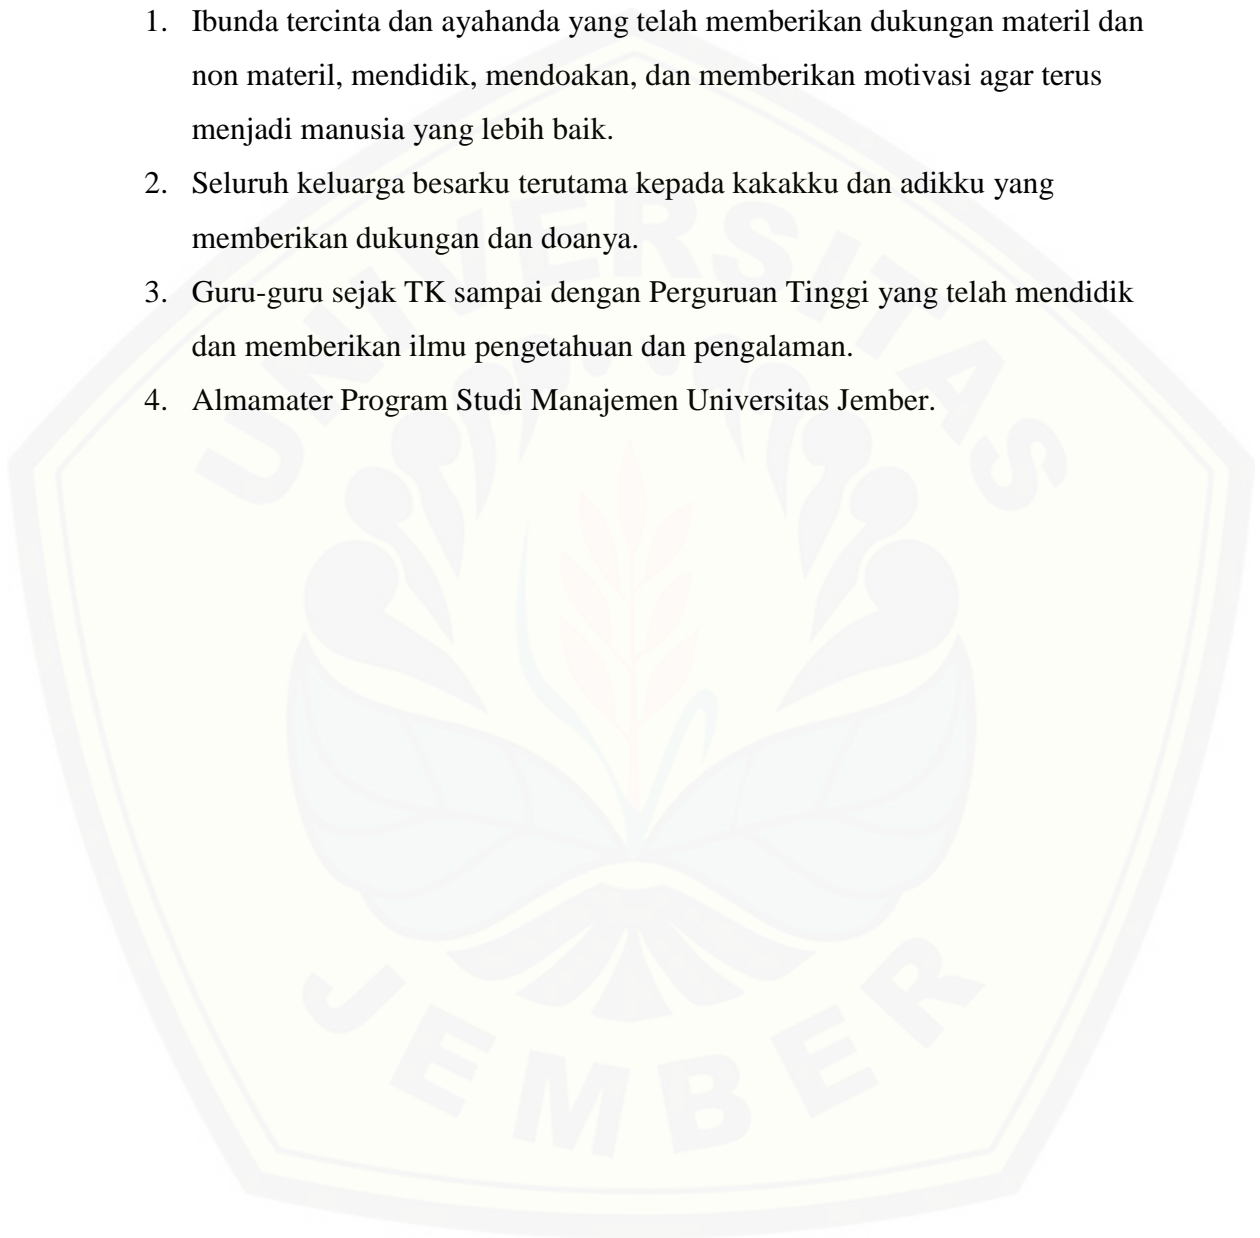 1. Ibunda tercinta dan ayahanda yang telah memberikan dukungan materil dan
non materil, mendidik, mendoakan, dan memberikan motivasi agar terus
menjadi manusia yang lebih baik.
2. Seluruh keluarga besarku terutama kepada kakakku dan adikku yang
memberikan dukungan dan doanya.
3. Guru-guru sejak TK sampai dengan Perguruan Tinggi yang telah mendidik
dan memberikan ilmu pengetahuan dan pengalaman.
4. Almamater Program Studi Manajemen Universitas Jember.
UNIVERSITAS
JEMBER